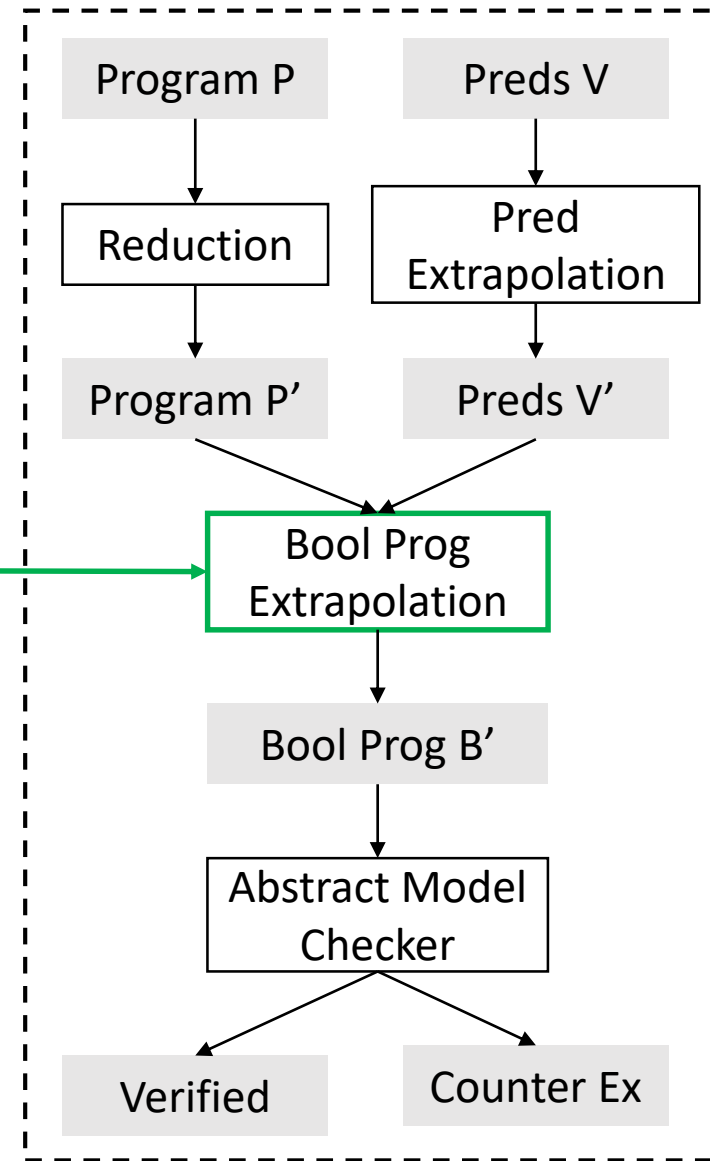 Program P
Preds V
Reduction
Pred
Extrapolation
Program P’
Preds V’
Bool Prog
Extrapolation
Bool Prog B’
Abstract Model
Checker
Verified
Counter Ex